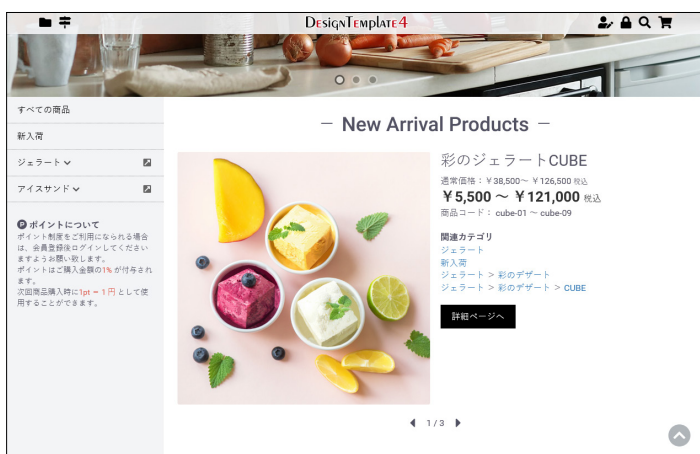 DesignTemplate4
すべての商品
新入荷
ジェラート
アイスサンド
P ポイントについて
ポイント制度をご利用になられる場合
は、会員登録後ログインしてください
ますようお願い致します。
ポイントはご購入金額の1% が付与され
ます。
次回商品購入時に1pt = 1 円 として使
用することができます。
― New Arrival Products ―
彩のジェラートCUBE
通常価格：￥38,500～ ￥126,500 税込
￥5,500 ～ ￥121,000 税込
商品コード： cube-01 ～ cube-09
関連カテゴリ
ジェラート
新入荷
ジェラート ＞ 彩のデザート
ジェラート ＞ 彩のデザート ＞ CUBE
詳細ページへ
1 / 3